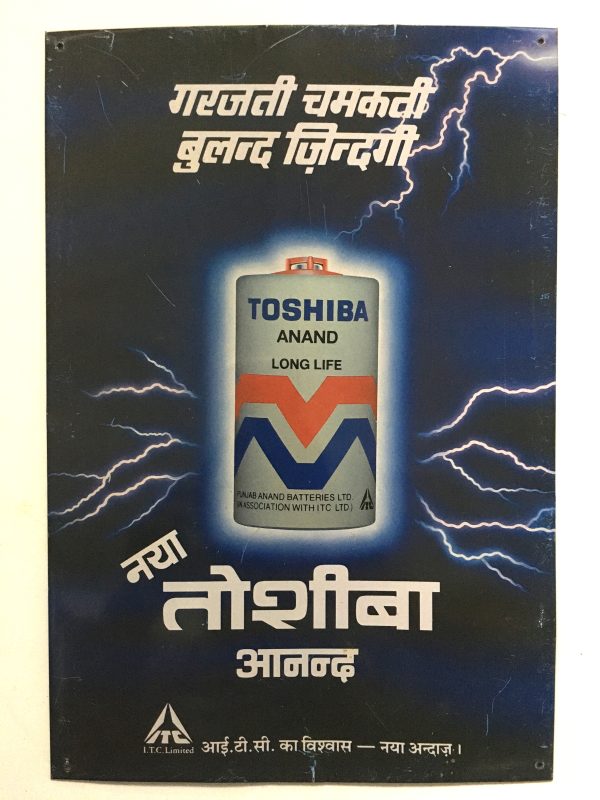 गरजती चमकती
बुलन्द ज़िन्दगी
TOSHIBA
ANAND
LONG LIFE
PUNJAB ANAND BATTERIES LTD.
(IN ASSOCIATION WITH ITC LTD.)
नया
तोशीबा
आनन्द
ITC
I.T.C. Limited
आई.टी.सी. का विश्वास — नया अन्दाज़।